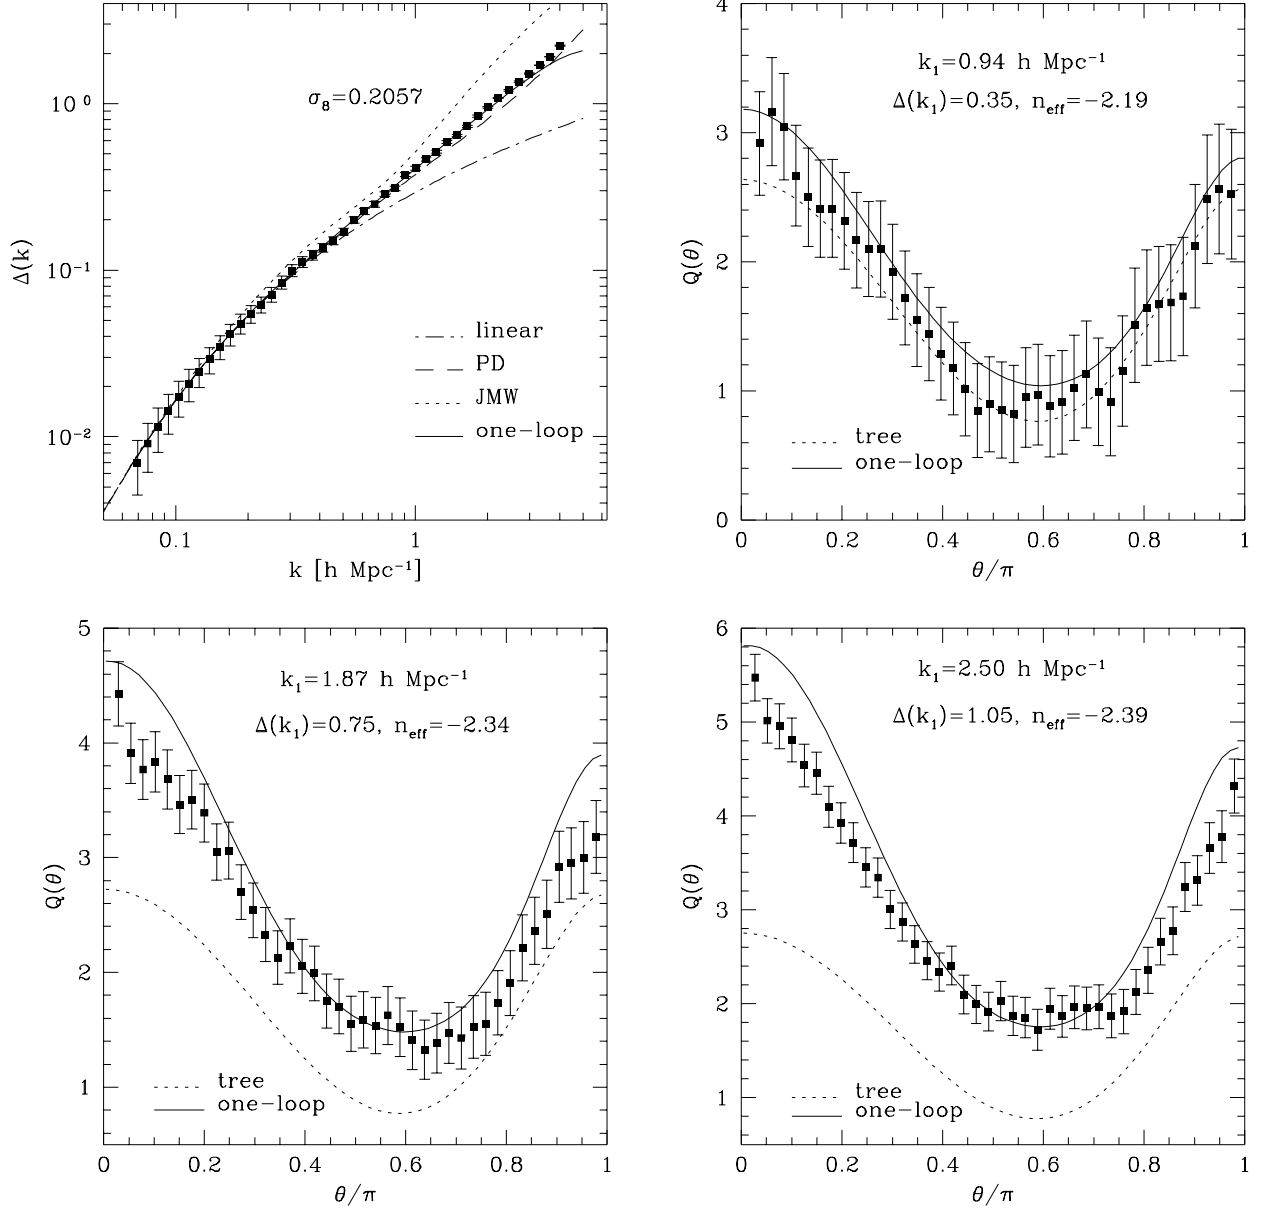 σ₈=0.2057
Δ(k)
10⁰
10⁻¹
10⁻²
linear
PD
JMW
one-loop
0.1
1
k [h Mpc⁻¹]
4
3
2
1
0
Q(θ)
k₁=0.94 h Mpc⁻¹
Δ(k₁)=0.35, n_eff=−2.19
tree
one-loop
0
0.2
0.4
0.6
0.8
1
θ/π
5
4
3
2
1
Q(θ)
k₁=1.87 h Mpc⁻¹
Δ(k₁)=0.75, n_eff=−2.34
tree
one-loop
0
0.2
0.4
0.6
0.8
1
θ/π
6
5
4
3
2
1
Q(θ)
k₁=2.50 h Mpc⁻¹
Δ(k₁)=1.05, n_eff=−2.39
tree
one-loop
0
0.2
0.4
0.6
0.8
1
θ/π